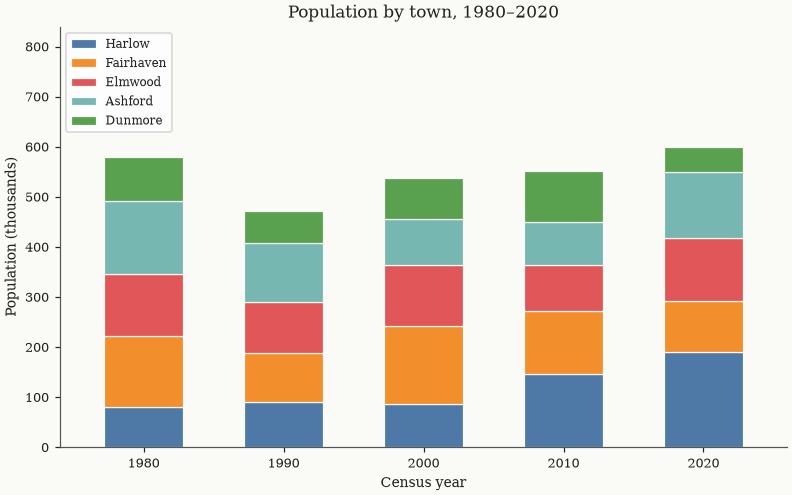 Population by town, 1980–2020
Harlow
Fairhaven
Elmwood
Ashford
Dunmore
Population (thousands)
800
700
600
500
400
300
200
100
0
1980 1990 2000 2010 2020
Census year